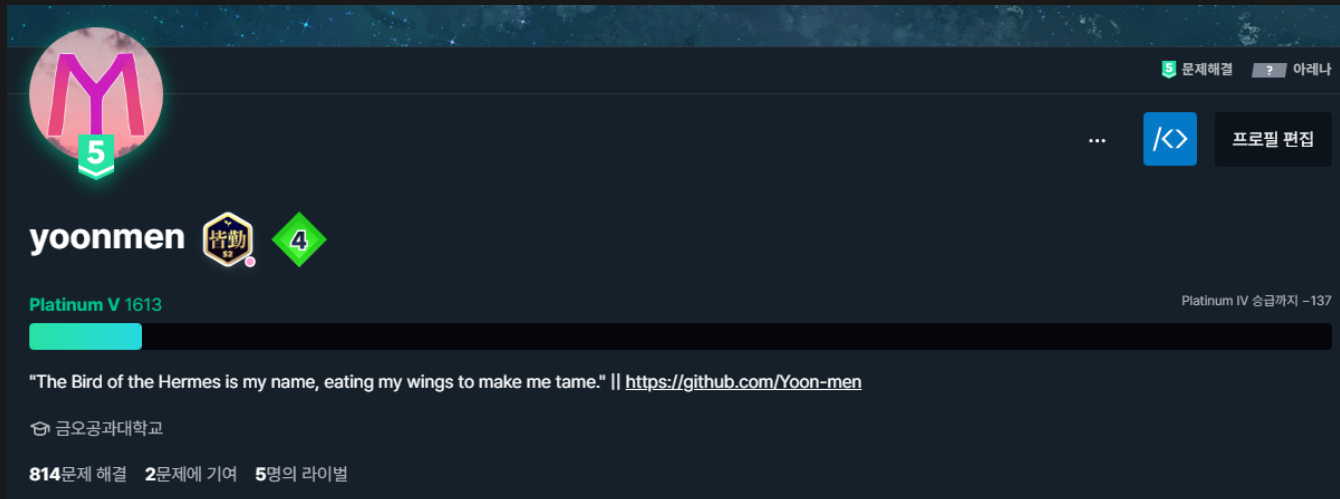 5 문제해결 ? 아레나
MY
5
/<> 프로필 편집
yoonmen 皆勤 S2 4
Platinum V 1613 Platinum IV 승급까지 −137
"The Bird of the Hermes is my name, eating my wings to make me tame." || https://github.com/Yoon-men
금오공과대학교
814문제 해결 2문제에 기여 5명의 라이벌